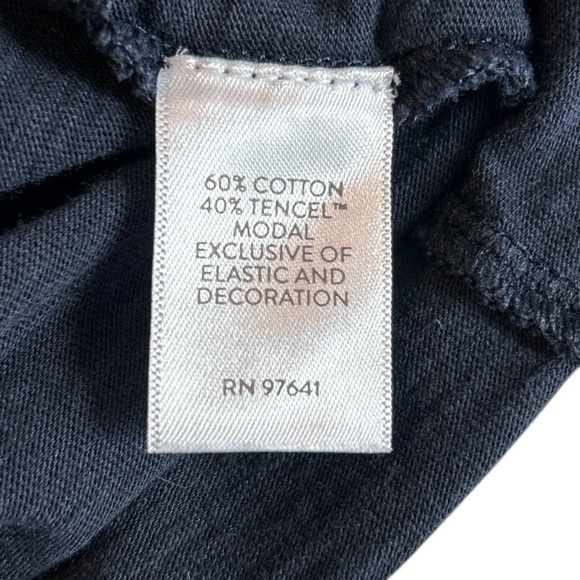 60% COTTON
40% TENCEL™
MODAL
EXCLUSIVE OF
ELASTIC AND
DECORATION
RN 97641